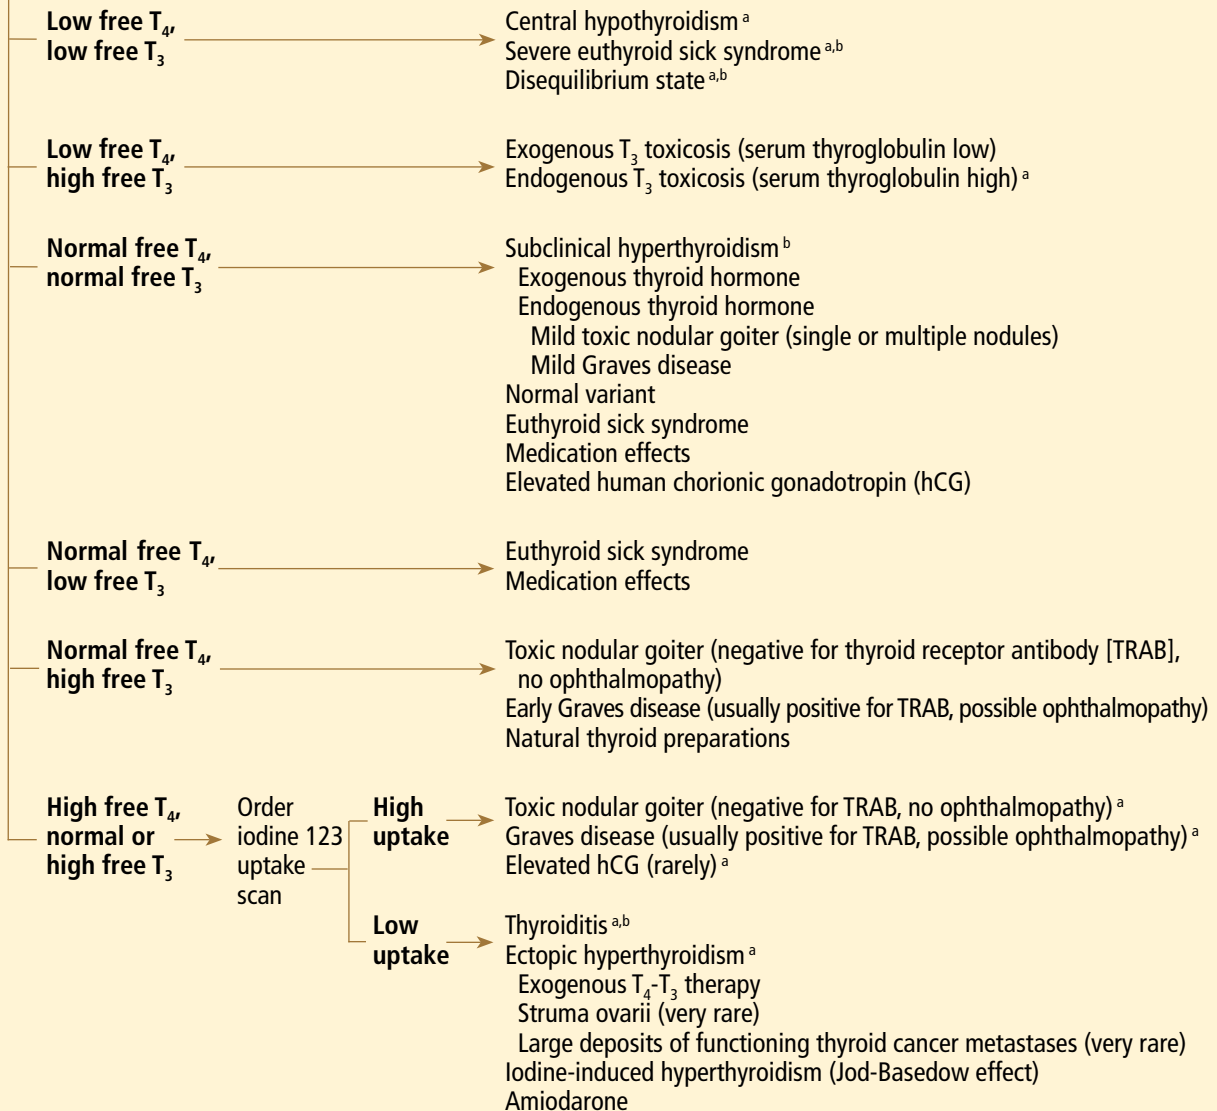 Low free T₄,
low free T₃
Central hypothyroidism ᵃ
Severe euthyroid sick syndrome ᵃ,ᵇ
Disequilibrium state ᵃ,ᵇ
Low free T₄,
high free T₃
Exogenous T₃ toxicosis (serum thyroglobulin low)
Endogenous T₃ toxicosis (serum thyroglobulin high) ᵃ
Normal free T₄,
normal free T₃
Subclinical hyperthyroidism ᵇ
Exogenous thyroid hormone
Endogenous thyroid hormone
Mild toxic nodular goiter (single or multiple nodules)
Mild Graves disease
Normal variant
Euthyroid sick syndrome
Medication effects
Elevated human chorionic gonadotropin (hCG)
Normal free T₄,
low free T₃
Euthyroid sick syndrome
Medication effects
Normal free T₄,
high free T₃
Toxic nodular goiter (negative for thyroid receptor antibody [TRAB],
no ophthalmopathy)
Early Graves disease (usually positive for TRAB, possible ophthalmopathy)
Natural thyroid preparations
High free T₄,
normal or
high free T₃
Order
iodine 123
uptake
scan
High
uptake
Toxic nodular goiter (negative for TRAB, no ophthalmopathy) ᵃ
Graves disease (usually positive for TRAB, possible ophthalmopathy) ᵃ
Elevated hCG (rarely) ᵃ
Low
uptake
Thyroiditis ᵃ,ᵇ
Ectopic hyperthyroidism ᵃ
Exogenous T₄-T₃ therapy
Struma ovarii (very rare)
Large deposits of functioning thyroid cancer metastases (very rare)
Iodine-induced hyperthyroidism (Jod-Basedow effect)
Amiodarone